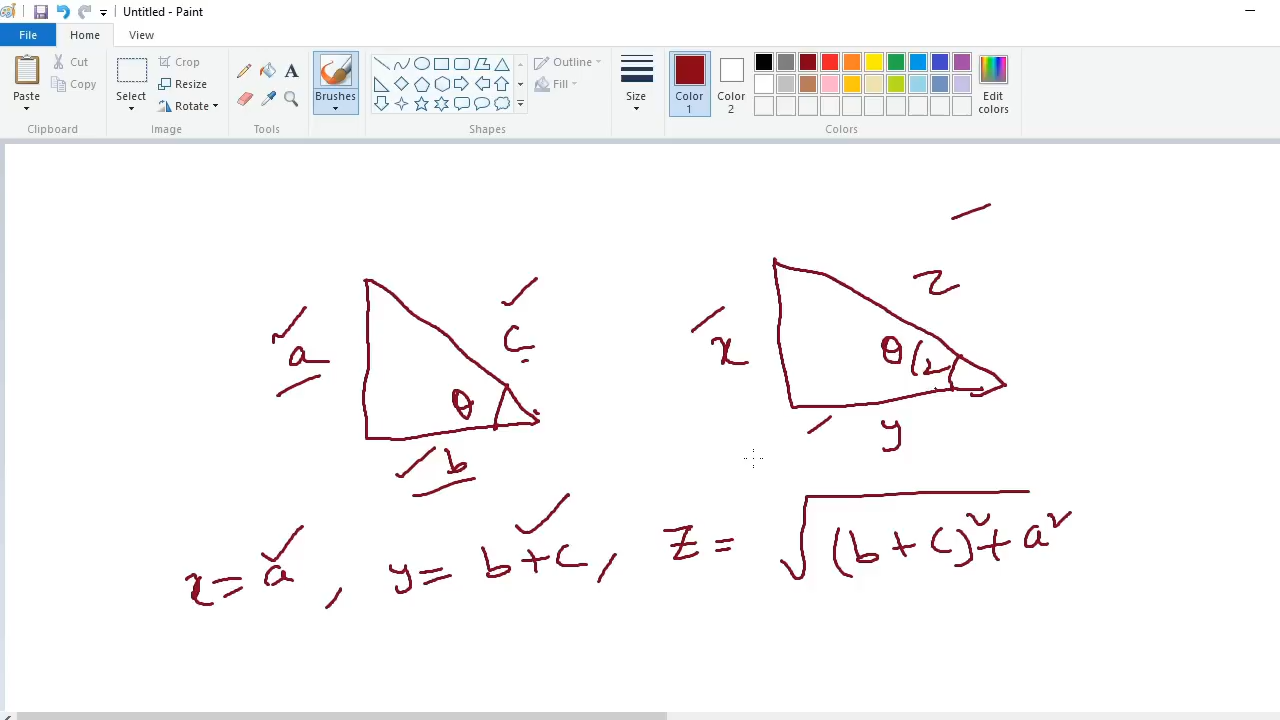 Untitled - Paint
File Home View
Paste Cut Copy Select Crop Resize Rotate Brushes Outline Fill Size Color 1 Color 2 Edit colors
Clipboard Image Tools Shapes Colors
a c b θ
x z y θ/2
x = a , y = b + c , z = √(b + c)² + a²